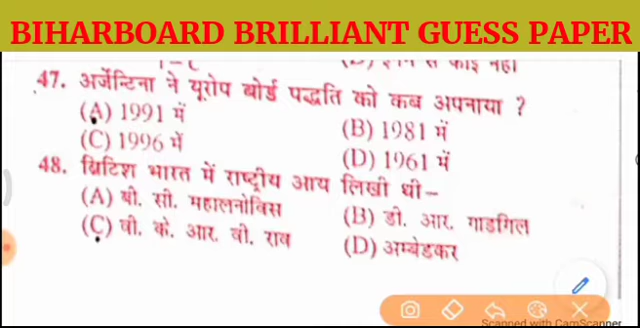 BIHARBOARD BRILLIANT GUESS PAPER
47. अर्जेन्टिना ने यूरोप बोर्ड पद्धति को कब अपनाया ?
(A) 1991 में
(B) 1981 में
(C) 1996 में
(D) 1961 में
48. ब्रिटिश भारत में राष्ट्रीय आय लिखी थी –
(A) बी. सी. महालनोविस
(B) डी. आर. गाडगिल
(C) वी. के. आर. वी. राव
(D) अम्बेडकर
Scanned with CamScanner